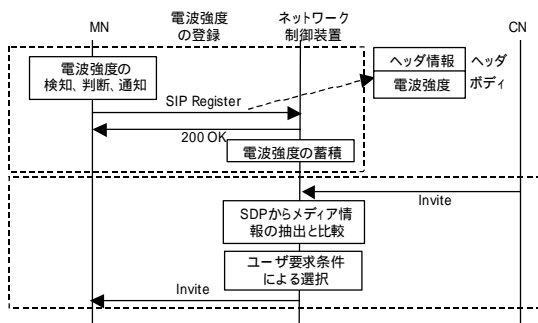 MN
電波強度
の登録
ネットワーク
制御装置
CN
電波強度の
検知、判断、通知
ヘッダ情報
ヘッダ
電波強度
ボディ
SIP Register
200 OK
電波強度の蓄積
Invite
SDPからメディア情
報の抽出と比較
ユーザ要求条件
による選択
Invite